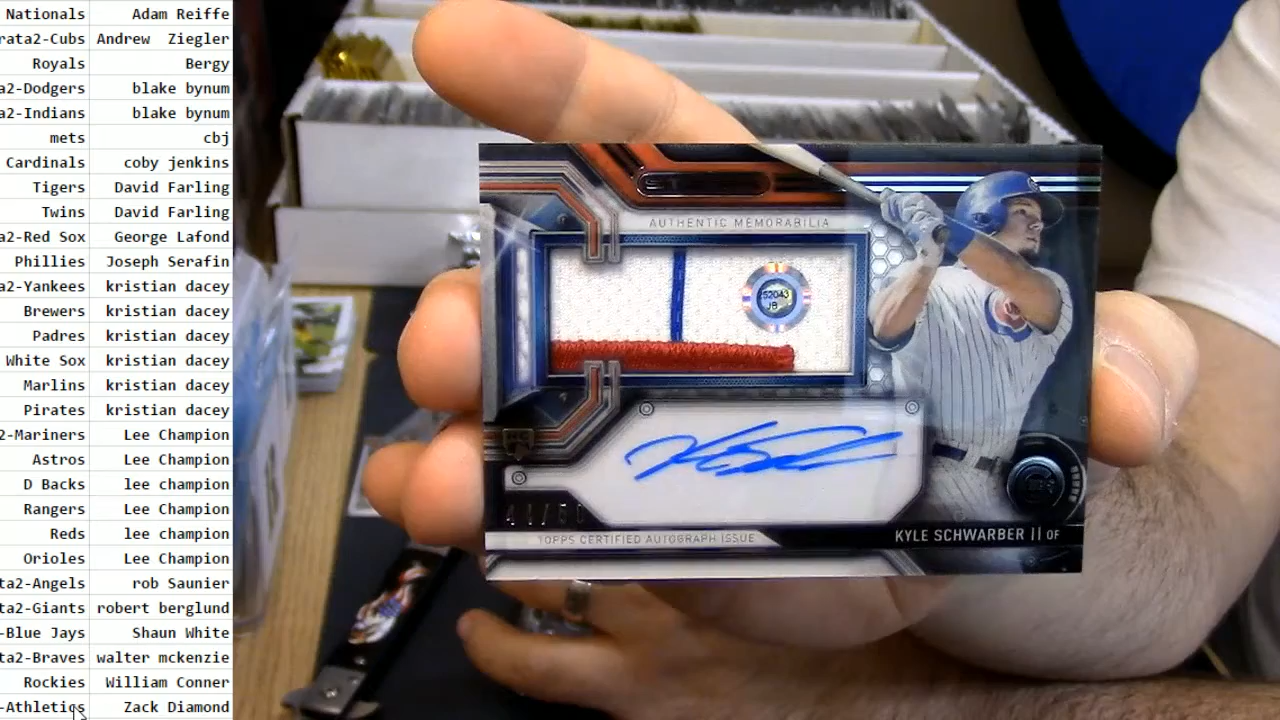 Nationals Adam Reiffe
rata2-Cubs Andrew Ziegler
Royals Bergy
a2-Dodgers blake bynum
a2-Indians blake bynum
mets cbj
Cardinals coby jenkins
Tigers David Farling
Twins David Farling
a2-Red Sox George Lafond
Phillies Joseph Serafin
a2-Yankees kristian dacey
Brewers kristian dacey
Padres kristian dacey
White Sox kristian dacey
Marlins kristian dacey
Pirates kristian dacey
2-Mariners Lee Champion
Astros Lee Champion
D Backs lee champion
Rangers Lee Champion
Reds lee champion
Orioles Lee Champion
ta2-Angels rob Saunier
ta2-Giants robert berglund
-Blue Jays Shaun White
ta2-Braves walter mckenzie
Rockies William Conner
-Athletics Zack Diamond
AUTHENTIC MEMORABILIA
JB
TOPPS CERTIFIED AUTOGRAPH ISSUE
KYLE SCHWARBER || OF